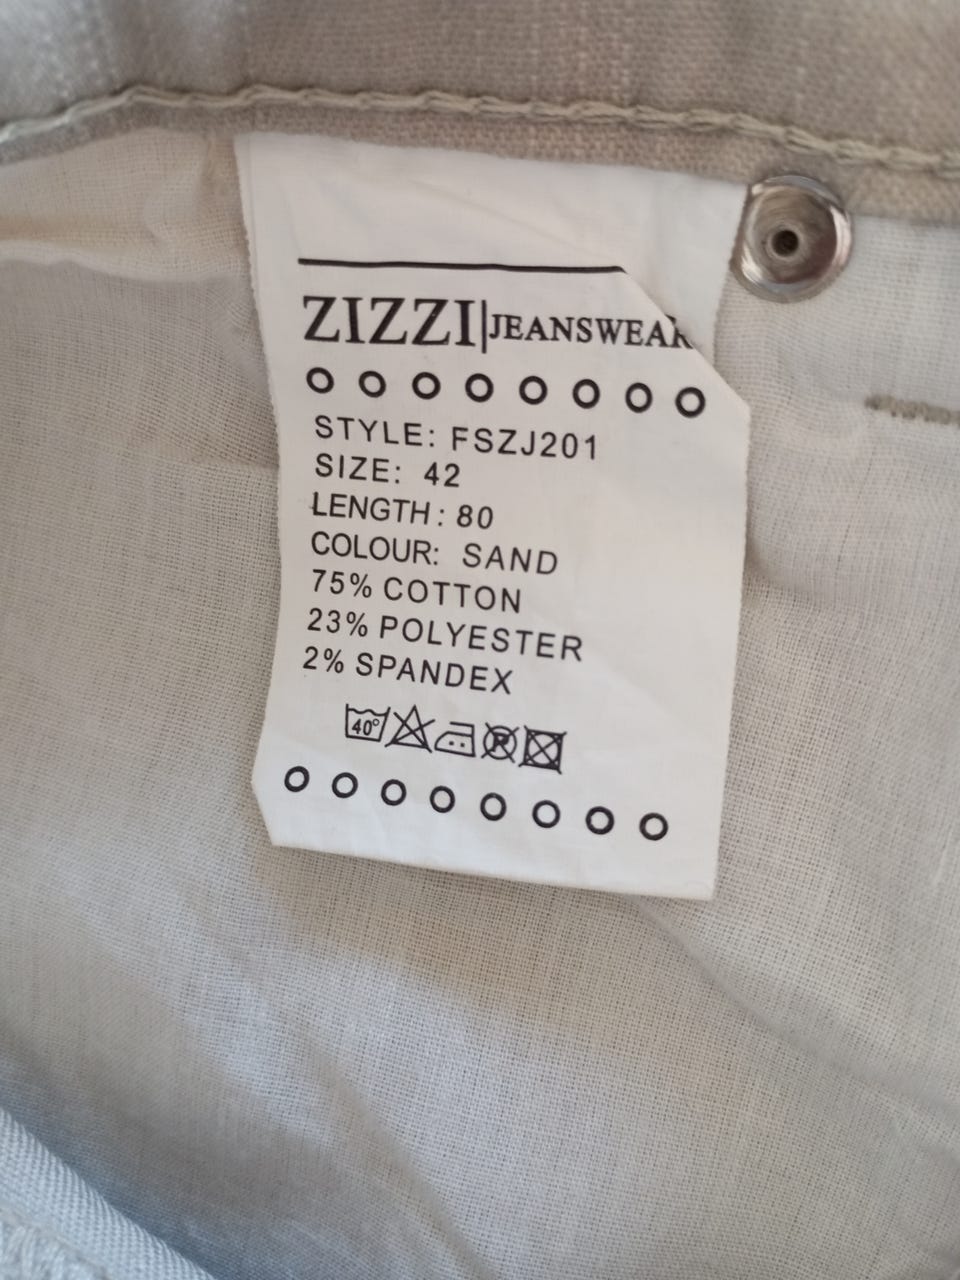 ZIZZI|JEANSWEAR
STYLE: FSZJ201
SIZE: 42
LENGTH: 80
COLOUR: SAND
75% COTTON
23% POLYESTER
2% SPANDEX
40°
P